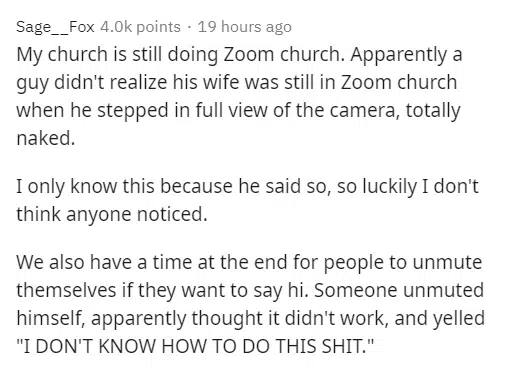 Sage__Fox 4.0k points · 19 hours ago
My church is still doing Zoom church. Apparently a
guy didn't realize his wife was still in Zoom church
when he stepped in full view of the camera, totally
naked.
I only know this because he said so, so luckily I don't
think anyone noticed.
We also have a time at the end for people to unmute
themselves if they want to say hi. Someone unmuted
himself, apparently thought it didn't work, and yelled
"I DON'T KNOW HOW TO DO THIS SHIT."